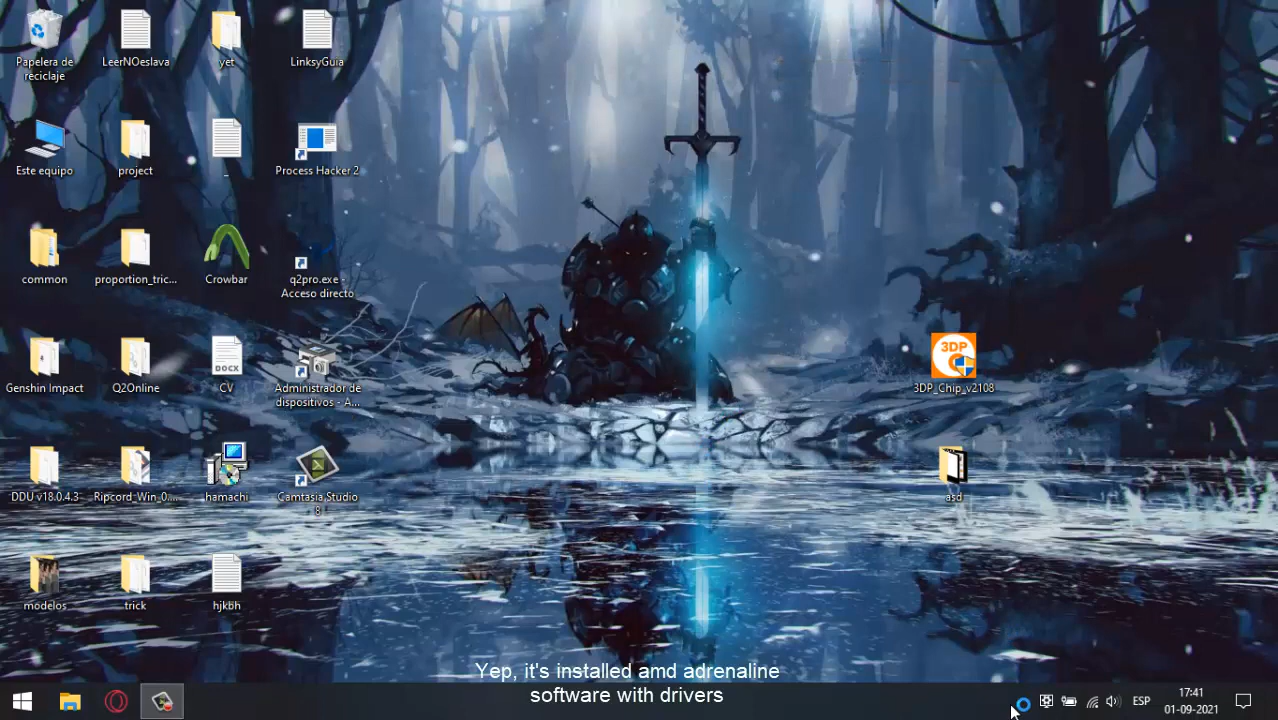 Papelera de
reciclaje
LeerNOeslava
yet
LinksyGuia
Este equipo
project
_
Process Hacker 2
common
proportion_tric...
Crowbar
q2pro.exe -
Acceso directo
Genshin Impact
Q2Online
DOCX
CV
Administrador de
dispositivos - A...
3DP
3DP_Chip_v2108
DDU v18.0.4.3
Ripcord_Win_0....
hamachi
Camtasia Studio
8
asd
modelos
trick
hjkbh
Yep, it's installed amd adrenaline
software with drivers
ESP
17:41
01-09-2021